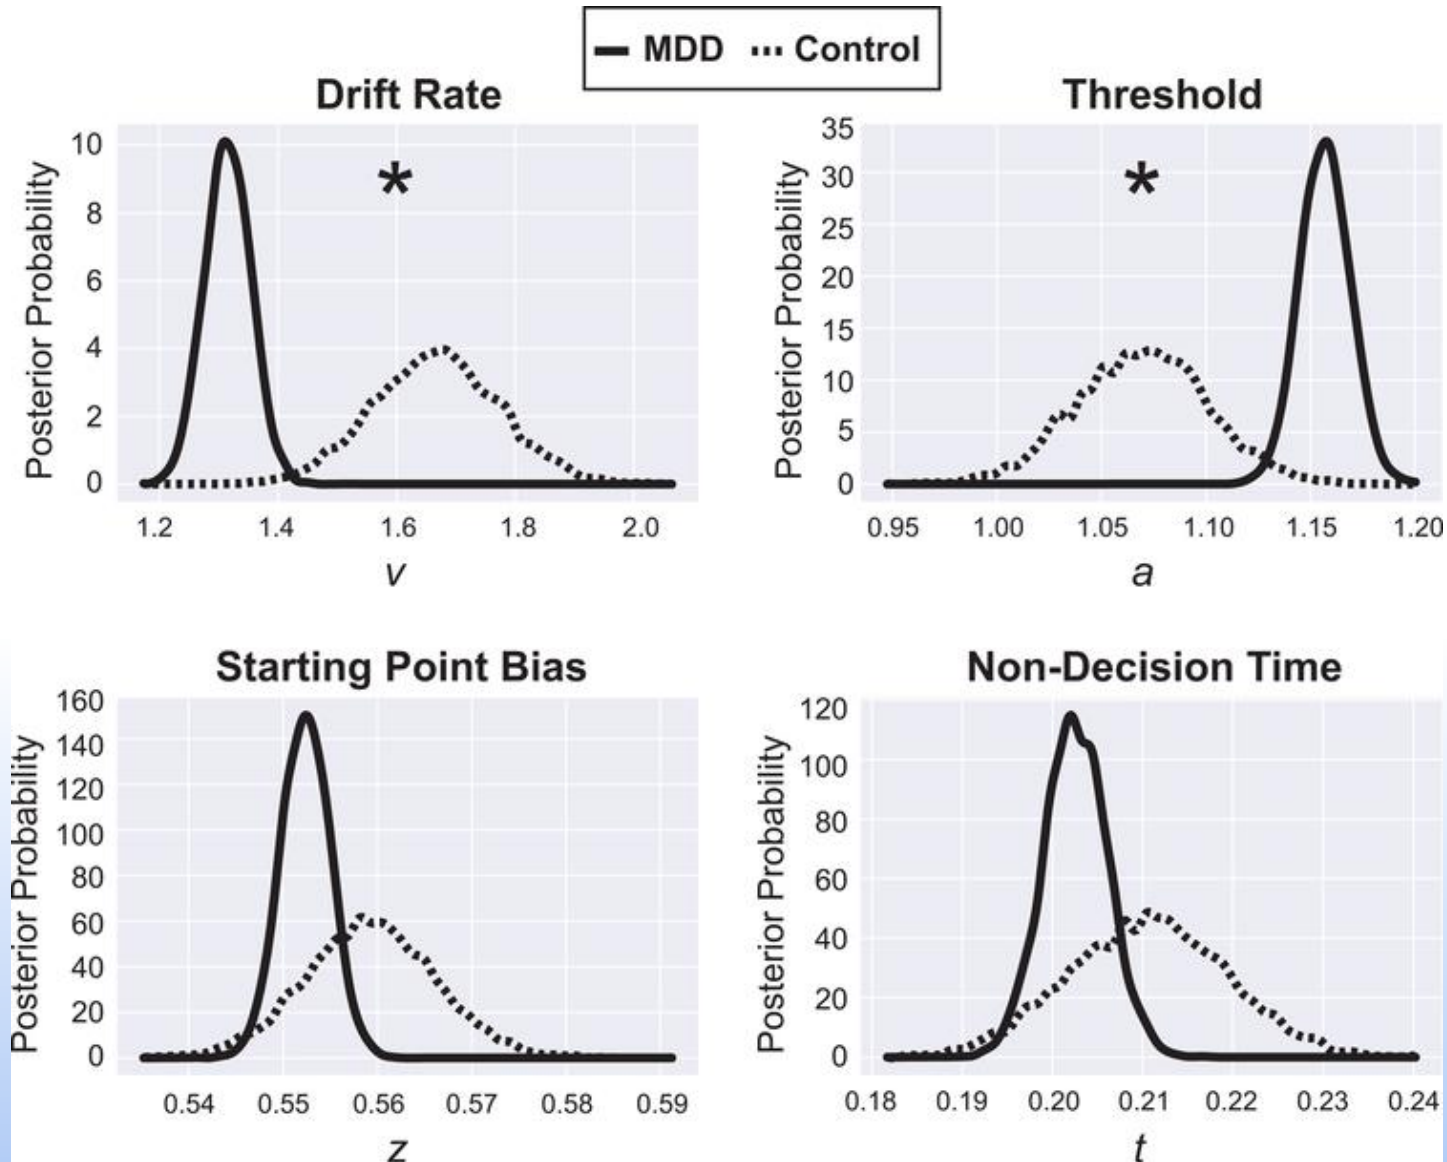 MDD Control
Drift Rate
*
Posterior Probability
10
8
6
4
2
0
1.2 1.4 1.6 1.8 2.0
v
Threshold
*
Posterior Probability
35
30
25
20
15
10
5
0
0.95 1.00 1.05 1.10 1.15 1.20
a
Starting Point Bias
Posterior Probability
160
140
120
100
80
60
40
20
0
0.54 0.55 0.56 0.57 0.58 0.59
z
Non-Decision Time
Posterior Probability
120
100
80
60
40
20
0
0.18 0.19 0.20 0.21 0.22 0.23 0.24
t